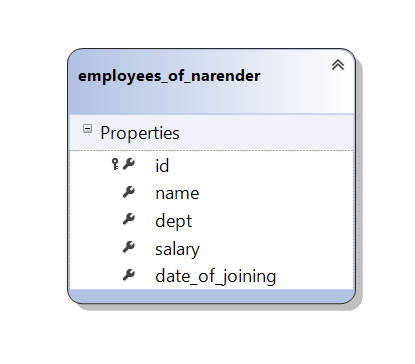 employees_of_narender
Properties
id
name
dept
salary
date_of_joining